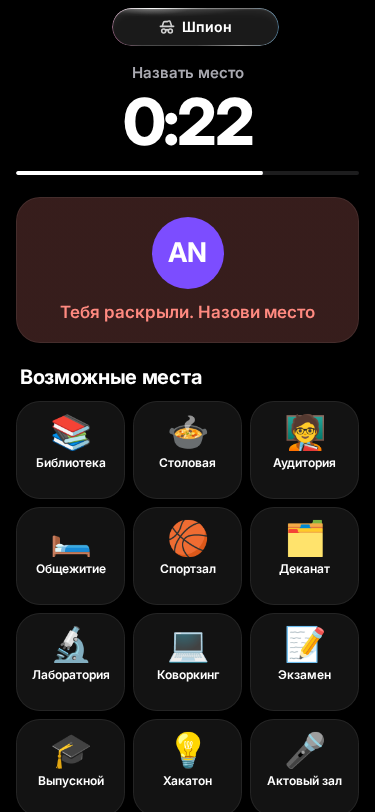 Шпион
Назвать место
0:22
AN
Тебя раскрыли. Назови место
Возможные места
Библиотека
Столовая
Аудитория
Общежитие
Спортзал
Деканат
Лаборатория
Коворкинг
Экзамен
Выпускной
Хакатон
Актовый зал